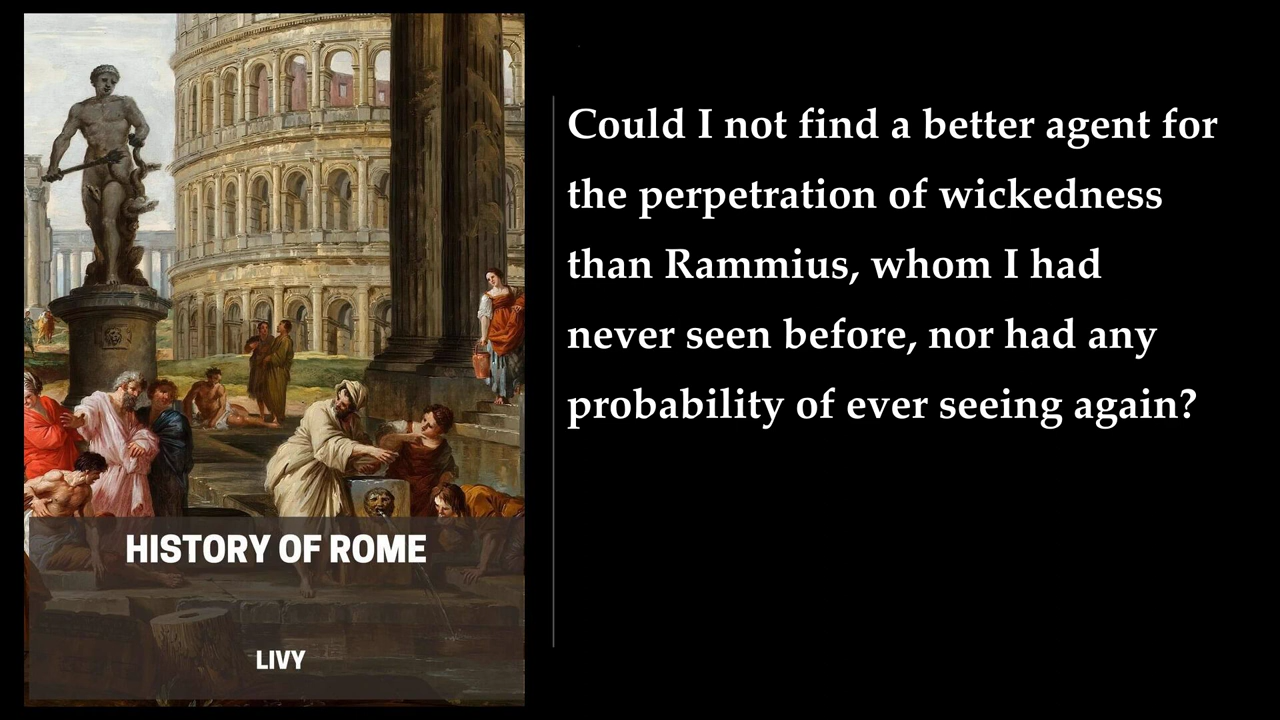 Could I not find a better agent for
the perpetration of wickedness
than Rammius, whom I had
never seen before, nor had any
probability of ever seeing again?
HISTORY OF ROME
LIVY